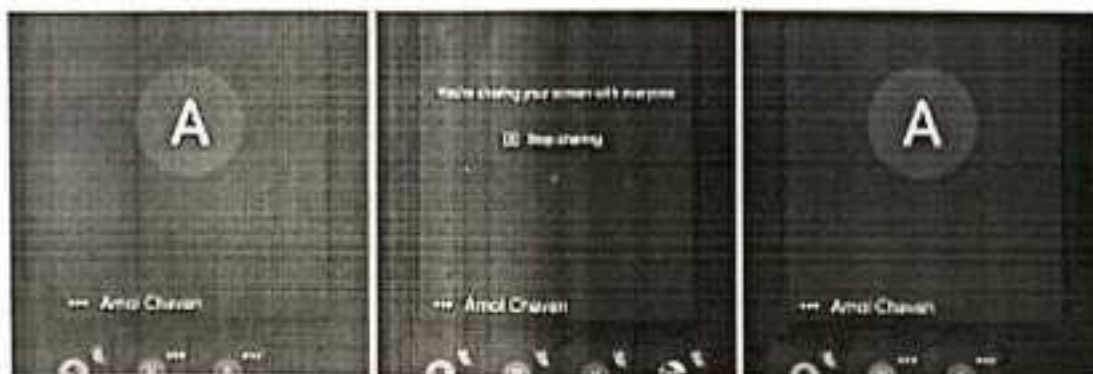 A
••• Amol Chavan
You're sharing your screen with everyone
Stop sharing
••• Amol Chavan
A
••• Amol Chavan